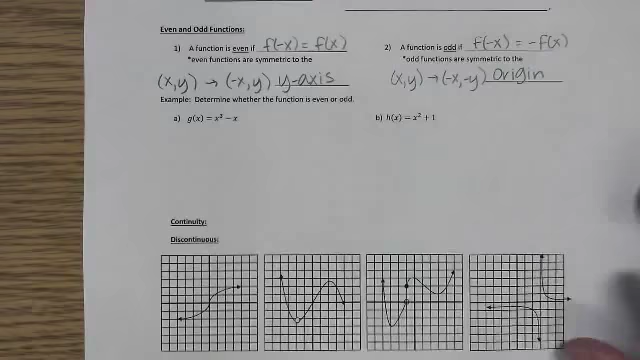 Even and Odd Functions:
1) A function is even if f(-x) = f(x)
*even functions are symmetric to the
(x,y) → (-x,y) y-axis
2) A function is odd if f(-x) = -f(x)
*odd functions are symmetric to the
(x,y) → (-x,-y) origin
Example: Determine whether the function is even or odd.
a) g(x) = x³ − x
b) h(x) = x² + 1
Continuity:
Discontinuous: